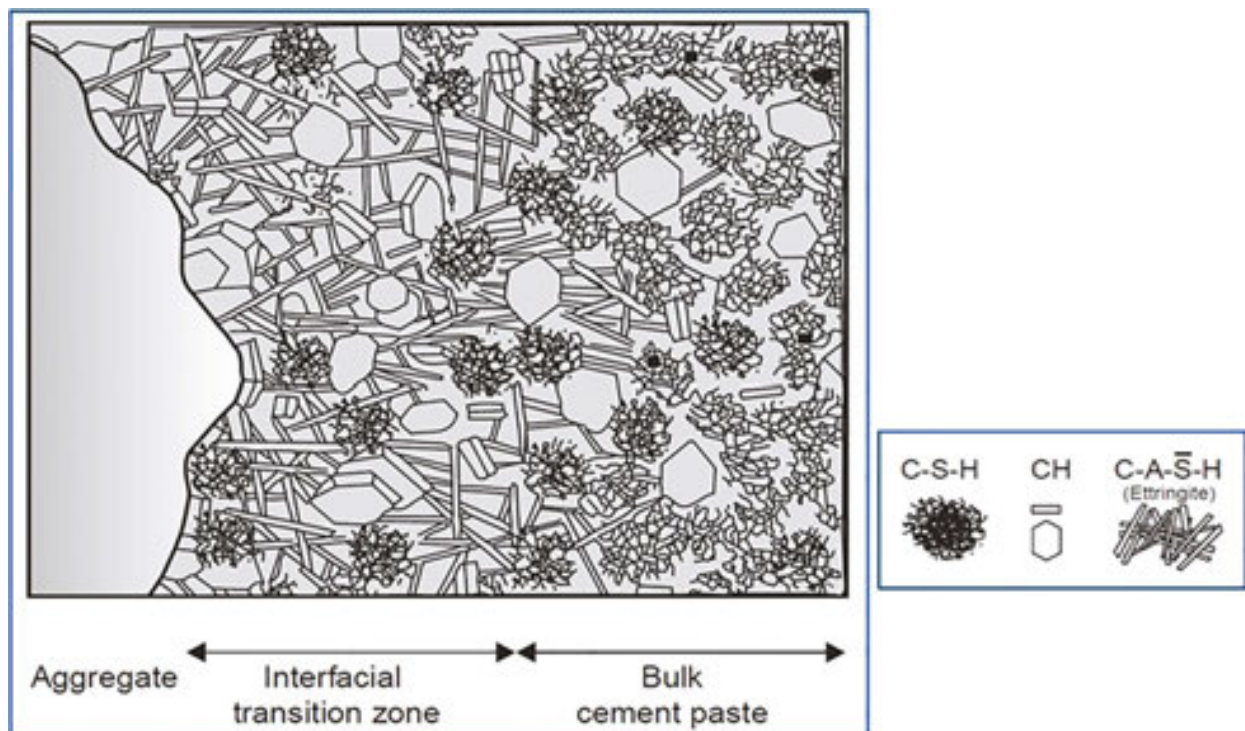 Aggregate
Interfacial
transition zone
Bulk
cement paste
C-S-H
CH
C-A-S̅-H
(Ettringite)